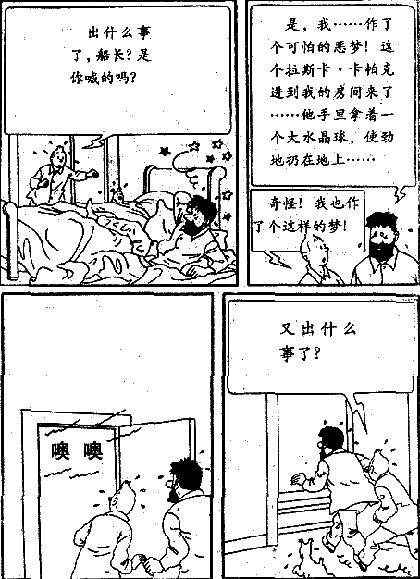 出什么事
了,船长?是
你喊的吗?
是,我……作了
个可怕的恶梦!这
个拉斯卡·卡帕克
进到我的房间来了
……他手里拿着一
个大水晶球,使劲
地扔在地上……
奇怪!我也作
了个这样的梦!
噢 噢
又出什么
事了?